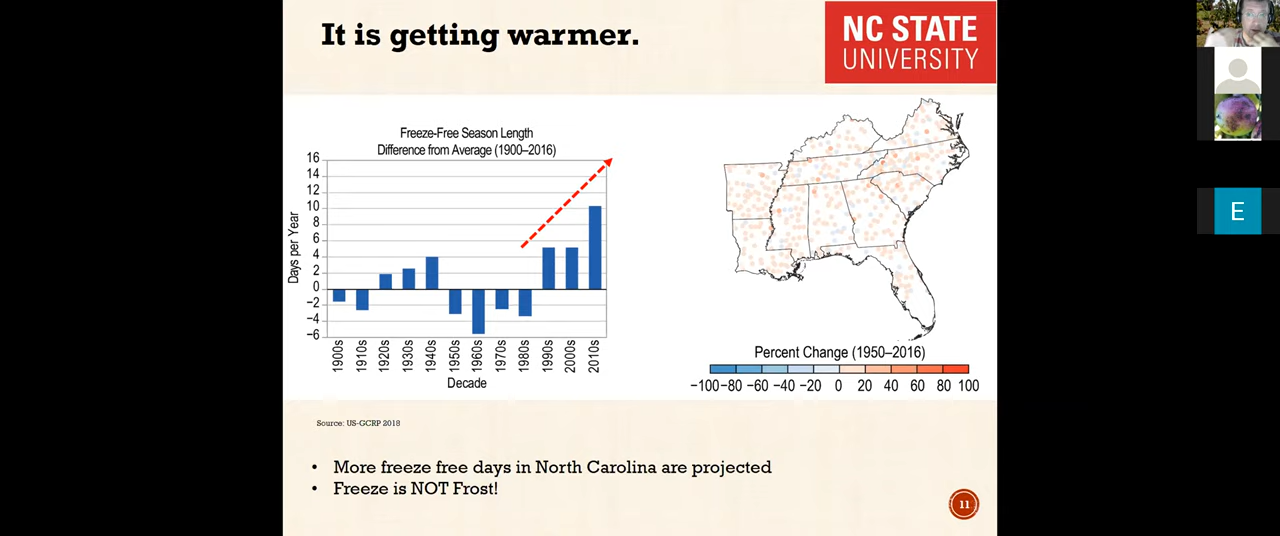 It is getting warmer.
NC STATE
UNIVERSITY
Freeze-Free Season Length
Difference from Average (1900–2016)
Days per Year
16
14
12
10
8
6
4
2
0
−2
−4
−6
1900s
1910s
1920s
1930s
1940s
1950s
1960s
1970s
1980s
1990s
2000s
2010s
Decade
Percent Change (1950–2016)
−100 −80 −60 −40 −20 0 20 40 60 80 100
Source: US-GCRP 2018
• More freeze free days in North Carolina are projected
• Freeze is NOT Frost!
11
E